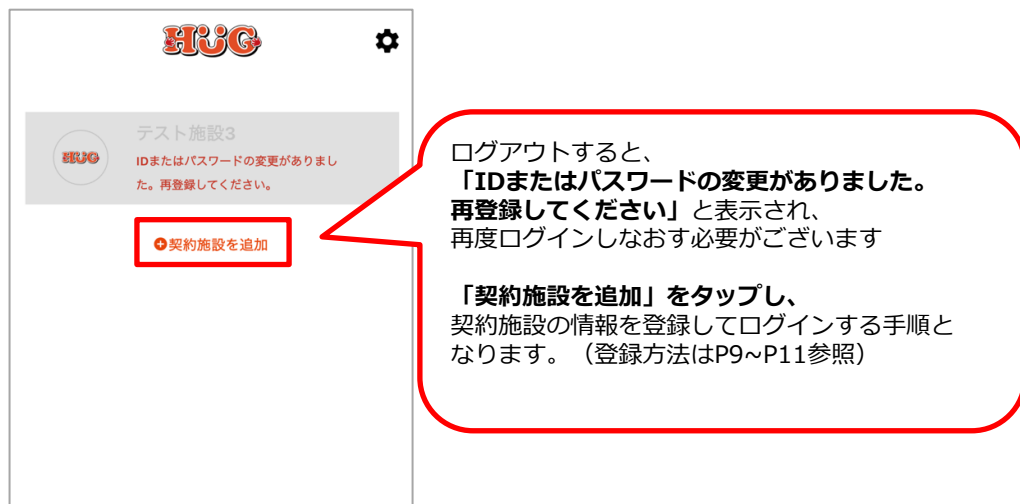 HUG
テスト施設3
HUG
IDまたはパスワードの変更がありまし
た。再登録してください。
契約施設を追加
ログアウトすると、
「IDまたはパスワードの変更がありました。
再登録してください」と表示され、
再度ログインしなおす必要がございます
「契約施設を追加」をタップし、
契約施設の情報を登録してログインする手順と
なります。（登録方法はP9~P11参照）